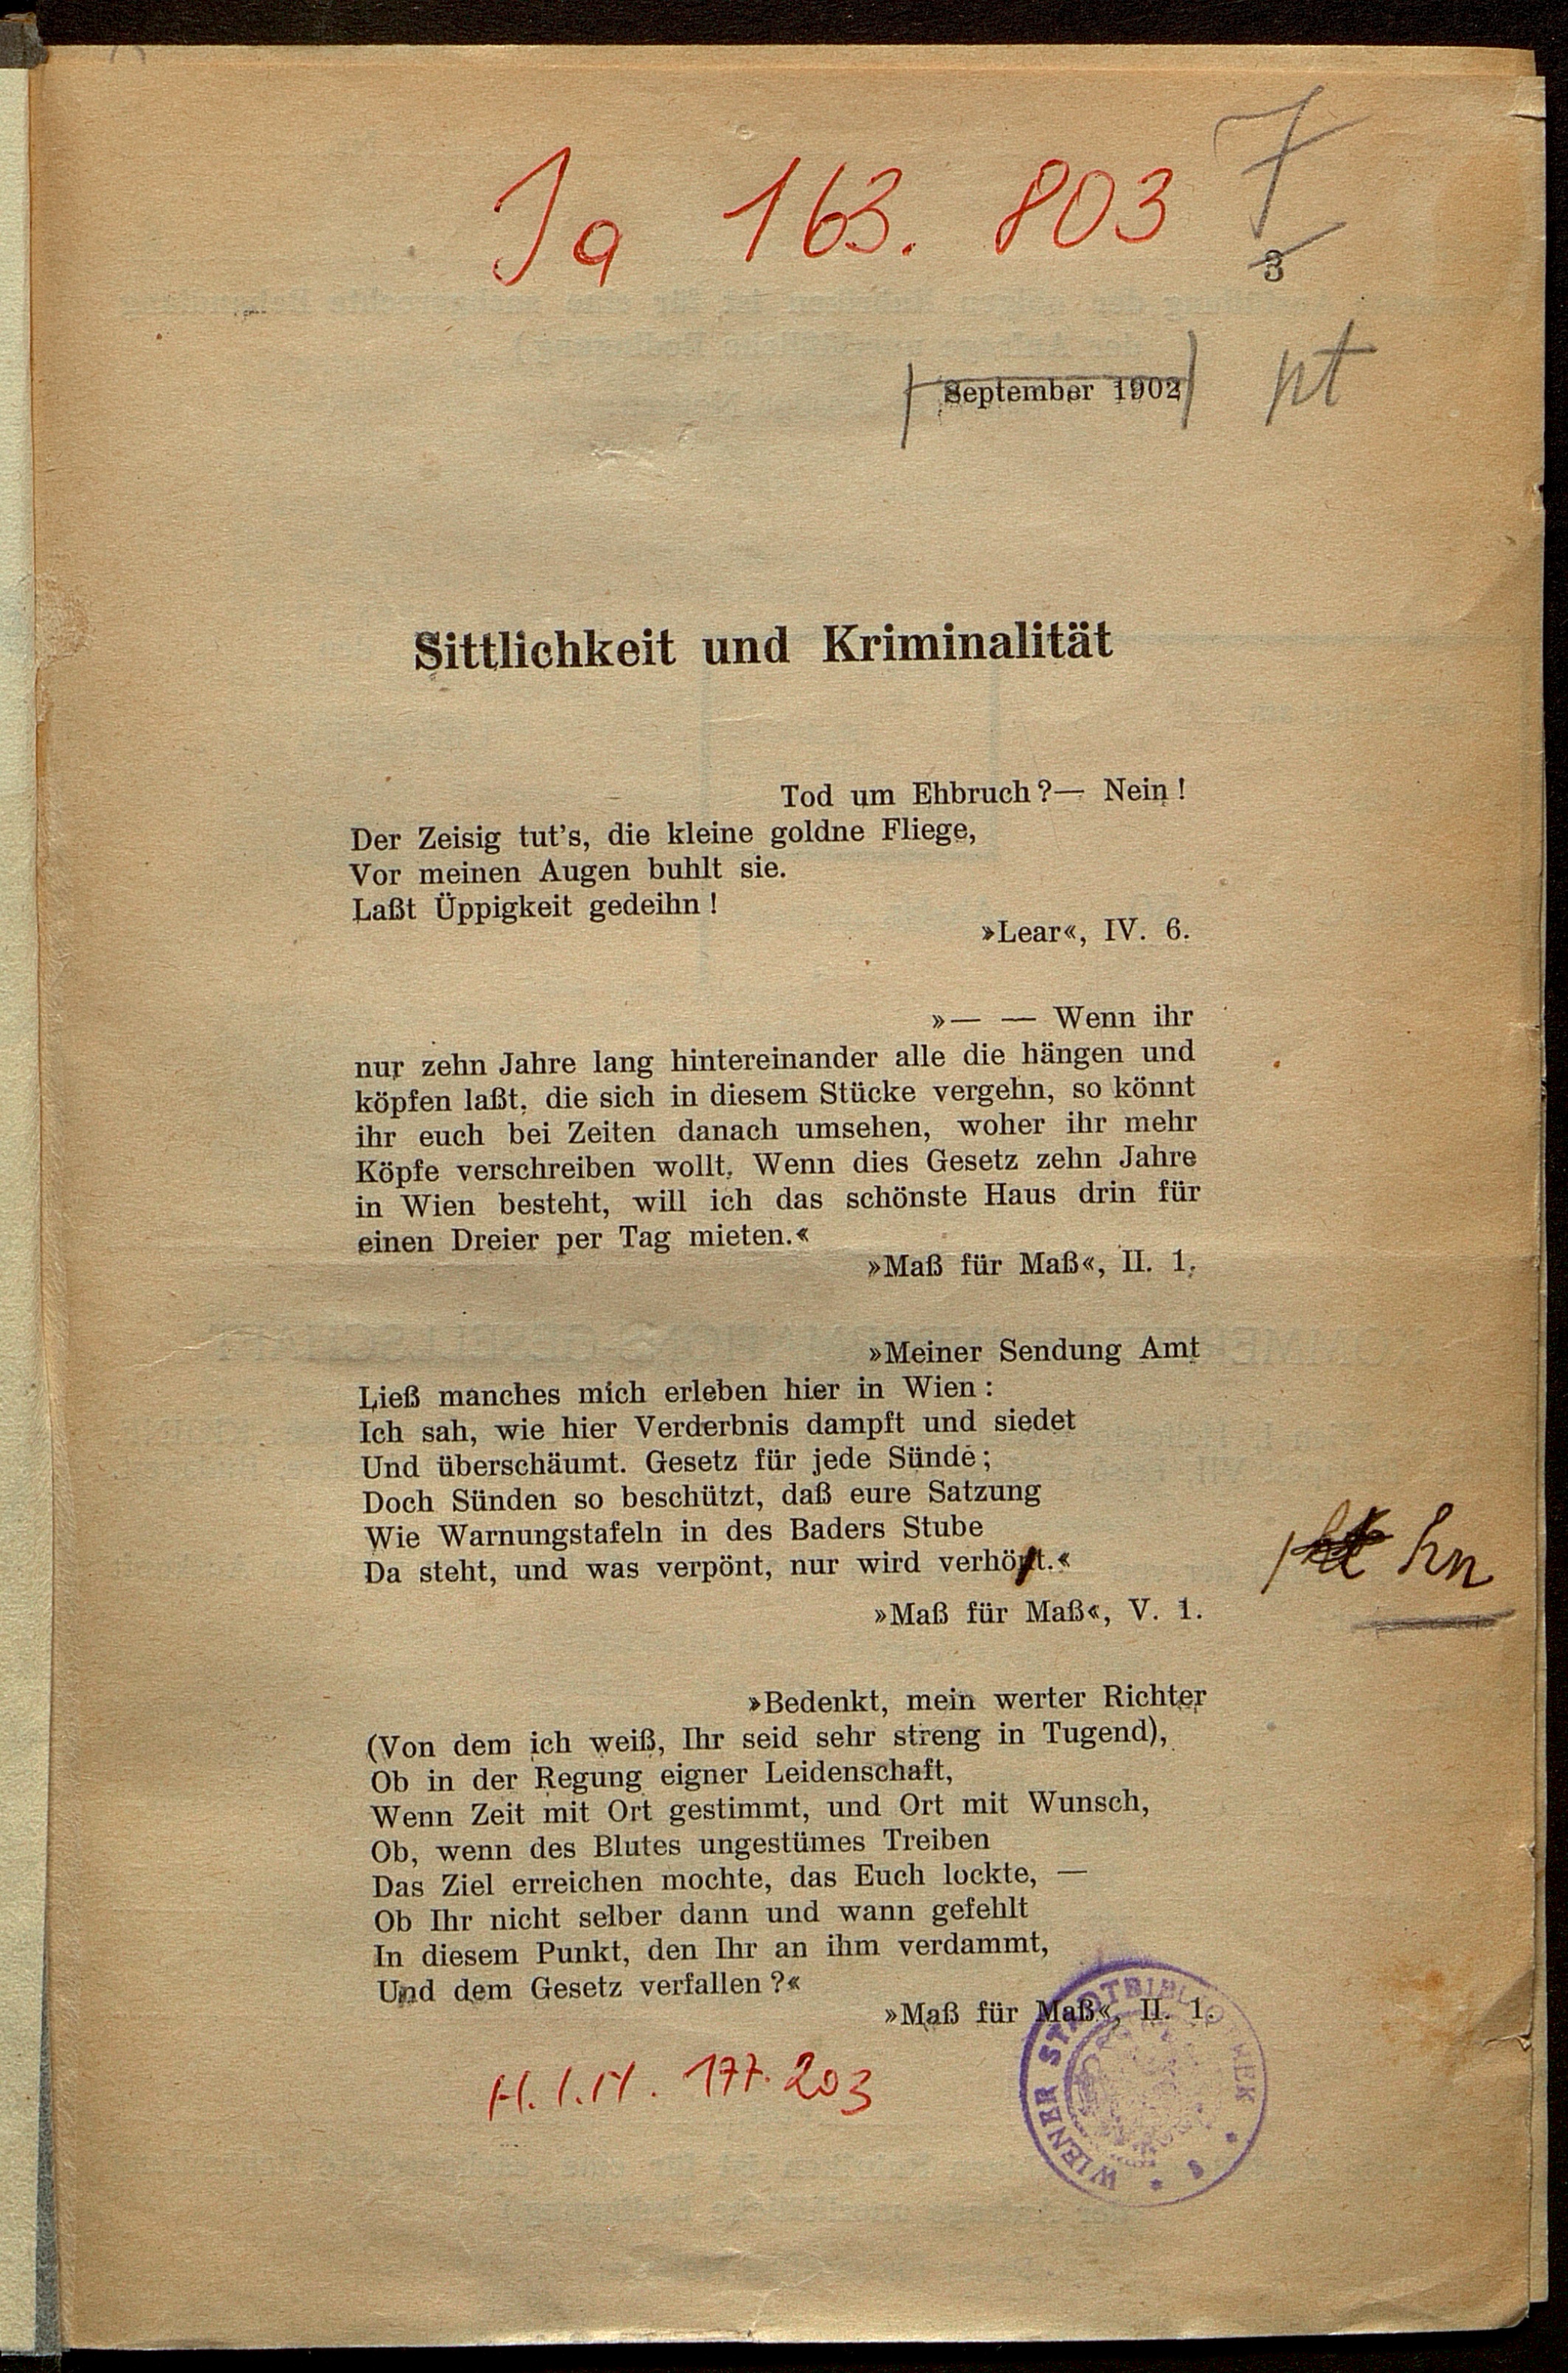 Ja 163. 803
7
3
September 1902
pt
Sittlichkeit und Kriminalität
Tod um Ehbruch?— Nein!
Der Zeisig tut's, die kleine goldne Fliege,
Vor meinen Augen buhlt sie.
Laßt Üppigkeit gedeihn!
»Lear«, IV. 6.
»— — Wenn ihr
nur zehn Jahre lang hintereinander alle die hängen und
köpfen laßt, die sich in diesem Stücke vergehn, so könnt
ihr euch bei Zeiten danach umsehen, woher ihr mehr
Köpfe verschreiben wollt. Wenn dies Gesetz zehn Jahre
in Wien besteht, will ich das schönste Haus drin für
einen Dreier per Tag mieten.«
»Maß für Maß«, II. 1.
»Meiner Sendung Amt
Ließ manches mich erleben hier in Wien:
Ich sah, wie hier Verderbnis dampft und siedet
Und überschäumt. Gesetz für jede Sünde;
Doch Sünden so beschützt, daß eure Satzung
Wie Warnungstafeln in des Baders Stube
Da steht, und was verpönt, nur wird verhöt.«
hn
»Maß für Maß«, V. 1.
»Bedenkt, mein werter Richter
(Von dem ich weiß, Ihr seid sehr streng in Tugend),
Ob in der Regung eigner Leidenschaft,
Wenn Zeit mit Ort gestimmt, und Ort mit Wunsch,
Ob, wenn des Blutes ungestümes Treiben
Das Ziel erreichen mochte, das Euch lockte, —
Ob Ihr nicht selber dann und wann gefehlt
In diesem Punkt, den Ihr an ihm verdammt,
Und dem Gesetz verfallen?«
»Maß für Maß«, II. 1.
WIENER STADTBIBLIOTHEK
177.203